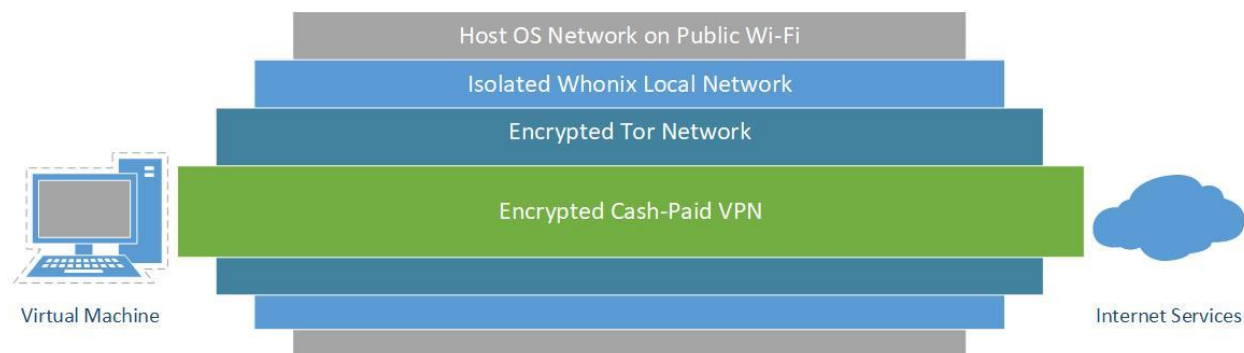 Host OS Network on Public Wi-Fi
Isolated Whonix Local Network
Encrypted Tor Network
Encrypted Cash-Paid VPN
Virtual Machine
Internet Services